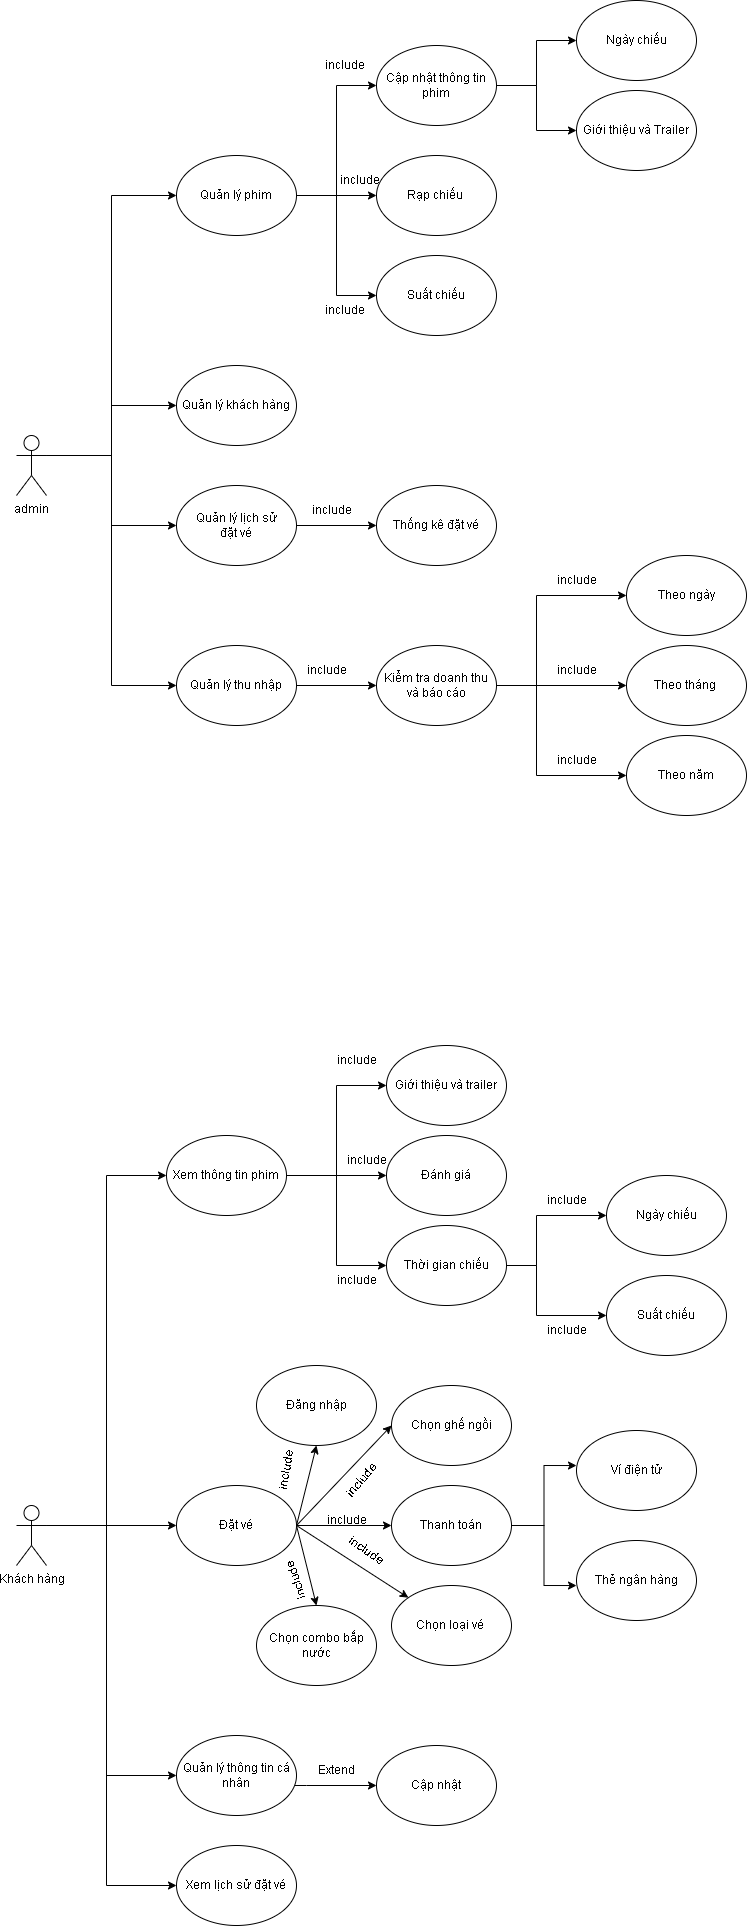 Ngày chiếu
include
Cập nhật thông tin
phim
Giới thiệu và Trailer
Quản lý phim
include
Rạp chiếu
Suất chiếu
include
Quản lý khách hàng
admin
Quản lý lịch sử
đặt vé
include
Thống kê đặt vé
Quản lý thu nhập
include
Kiểm tra doanh thu
và báo cáo
include
Theo ngày
include
Theo tháng
include
Theo năm
include
Giới thiệu và trailer
Xem thông tin phim
include
Đánh giá
Thời gian chiếu
include
include
Ngày chiếu
Suất chiếu
include
Đăng nhập
include
Chọn ghế ngồi
include
Đặt vé
include
Thanh toán
Ví điện tử
Thẻ ngân hàng
include
Chọn loại vé
include
Chọn combo bắp
nước
Khách hàng
Quản lý thông tin cá
nhân
Extend
Cập nhật
Xem lịch sử đặt vé